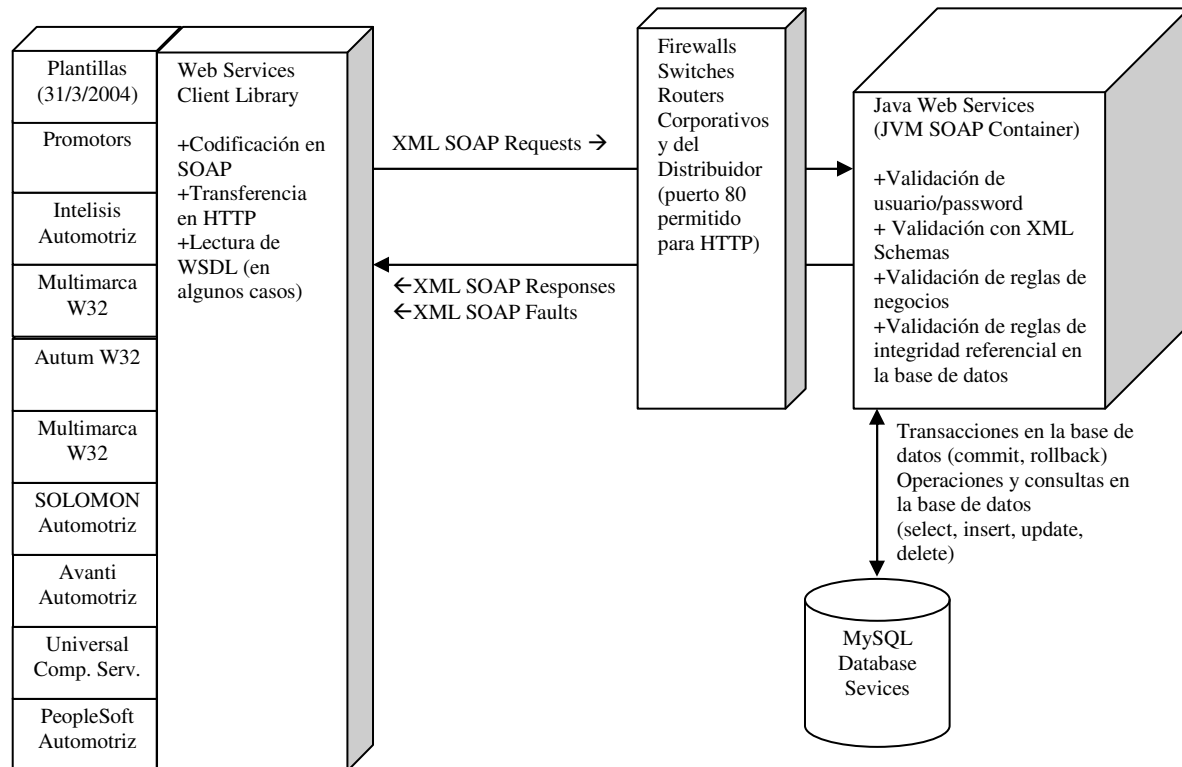 Plantillas
(31/3/2004)
Promotors
Intelisis
Automotriz
Multimarca
W32
Autum W32
Multimarca
W32
SOLOMON
Automotriz
Avanti
Automotriz
Universal
Comp. Serv.
PeopleSoft
Automotriz
Web Services
Client Library
+Codificación en
SOAP
+Transferencia
en HTTP
+Lectura de
WSDL (en
algunos casos)
XML SOAP Requests →
←XML SOAP Responses
←XML SOAP Faults
Firewalls
Switches
Routers
Corporativos
y del
Distribuidor
(puerto 80
permitido
para HTTP)
Java Web Services
(JVM SOAP Container)
+Validación de
usuario/password
+ Validación con XML
Schemas
+Validación de reglas de
negocios
+Validación de reglas de
integridad referencial en
la base de datos
Transacciones en la base de
datos (commit, rollback)
Operaciones y consultas en
la base de datos
(select, insert, update,
delete)
MySQL
Database
Sevices